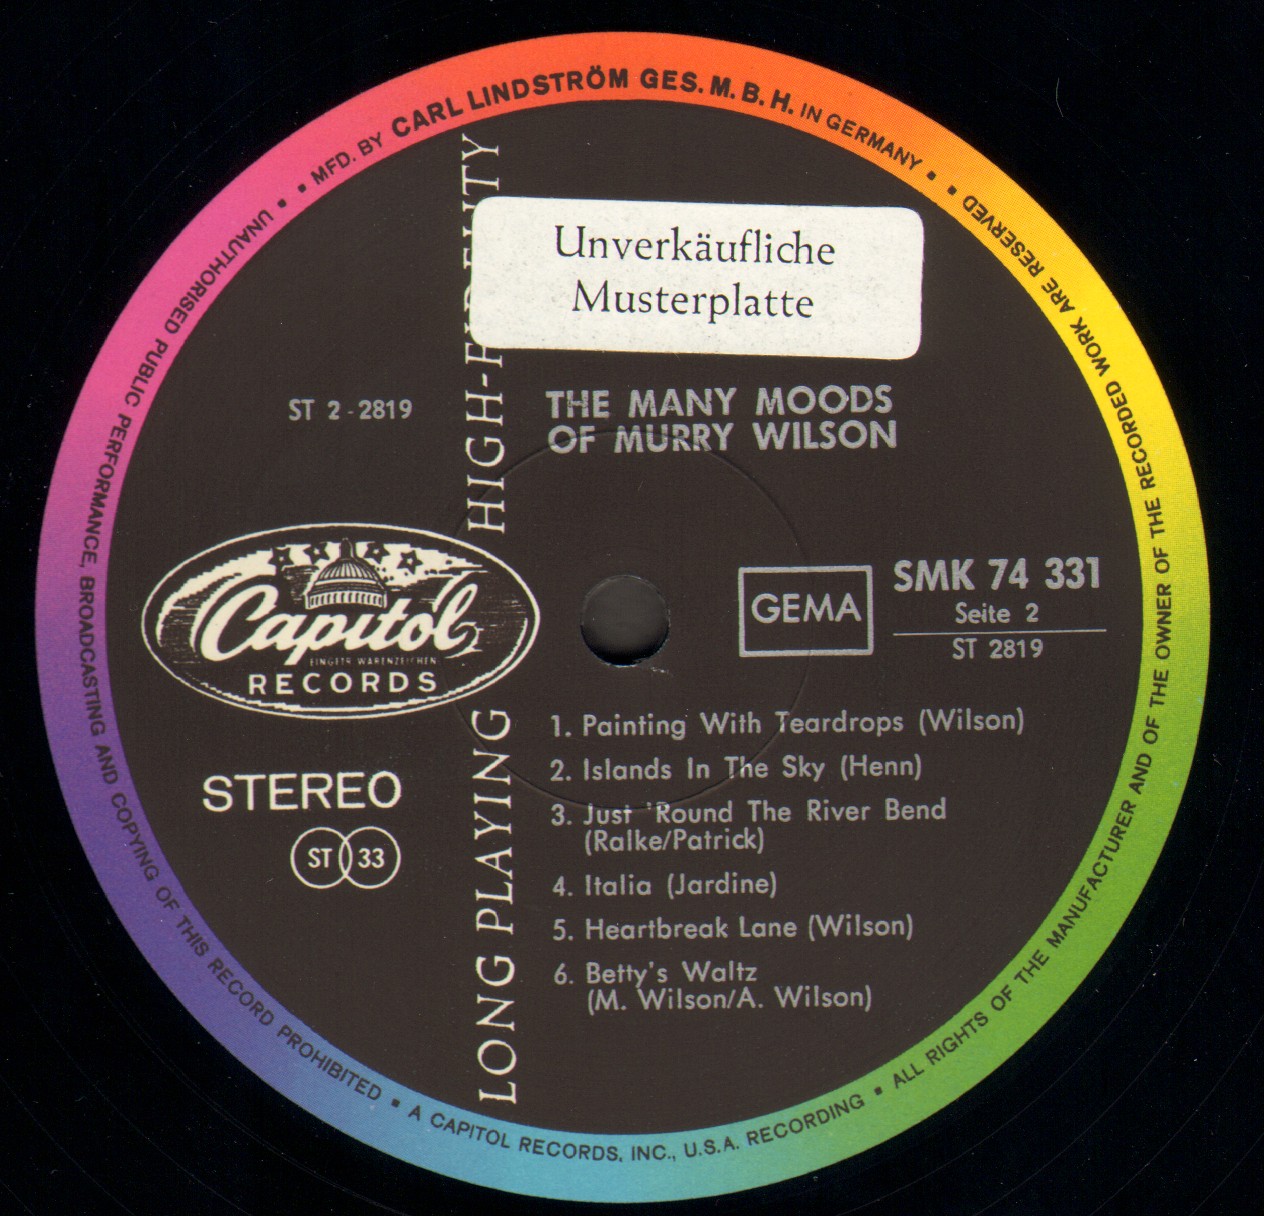 MFD. BY CARL LINDSTRÖM GES. M. B. H. IN GERMANY
ALL RIGHTS OF THE MANUFACTURER AND OF THE OWNER OF THE RECORDED WORK ARE RESERVED
UNAUTHORISED PUBLIC PERFORMANCE, BROADCASTING AND COPYING OF THIS RECORD PROHIBITED
A CAPITOL RECORDS, INC., U.S.A. RECORDING
Unverkäufliche
Musterplatte
LONG PLAYING HIGH-FIDELITY
ST 2-2819
THE MANY MOODS
OF MURRY WILSON
Capitol
EINGETR WARENZEICHEN
RECORDS
GEMA
SMK 74 331
Seite 2
ST 2819
STEREO
ST 33
1. Painting With Teardrops (Wilson)
2. Islands In The Sky (Henn)
3. Just 'Round The River Bend
(Ralke/Patrick)
4. Italia (Jardine)
5. Heartbreak Lane (Wilson)
6. Betty's Waltz
(M. Wilson/A. Wilson)